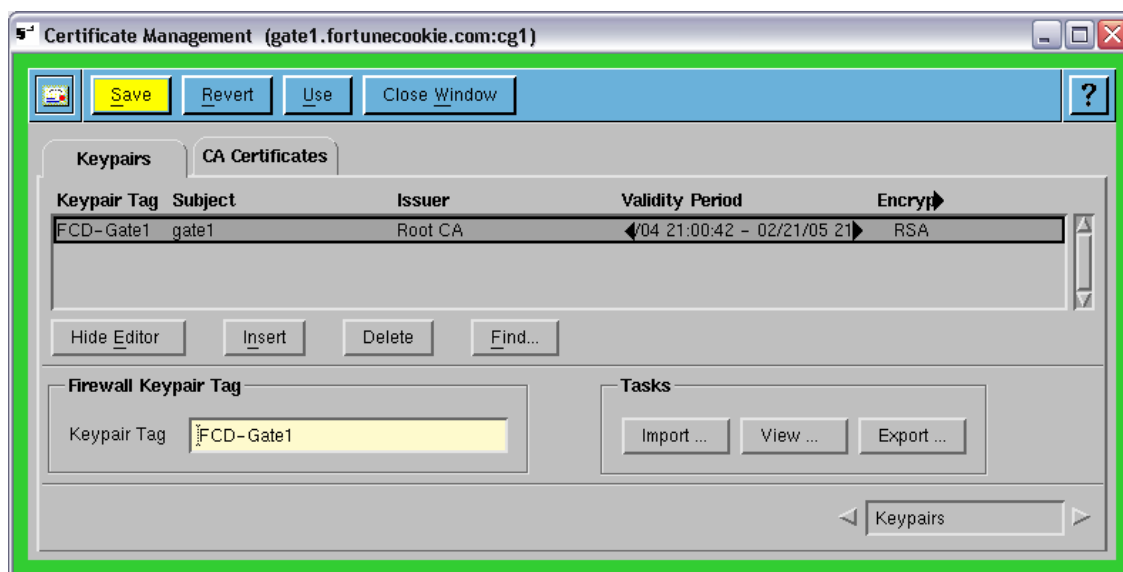 Certificate Management (gate1.fortunecookie.com:cg1)
Save Revert Use Close Window ?
Keypairs CA Certificates
Keypair Tag Subject Issuer Validity Period Encryp
FCD-Gate1 gate1 Root CA /04 21:00:42 - 02/21/05 21 RSA
Hide Editor Insert Delete Find...
Firewall Keypair Tag Tasks
Keypair Tag FCD-Gate1 Import ... View ... Export ...
Keypairs